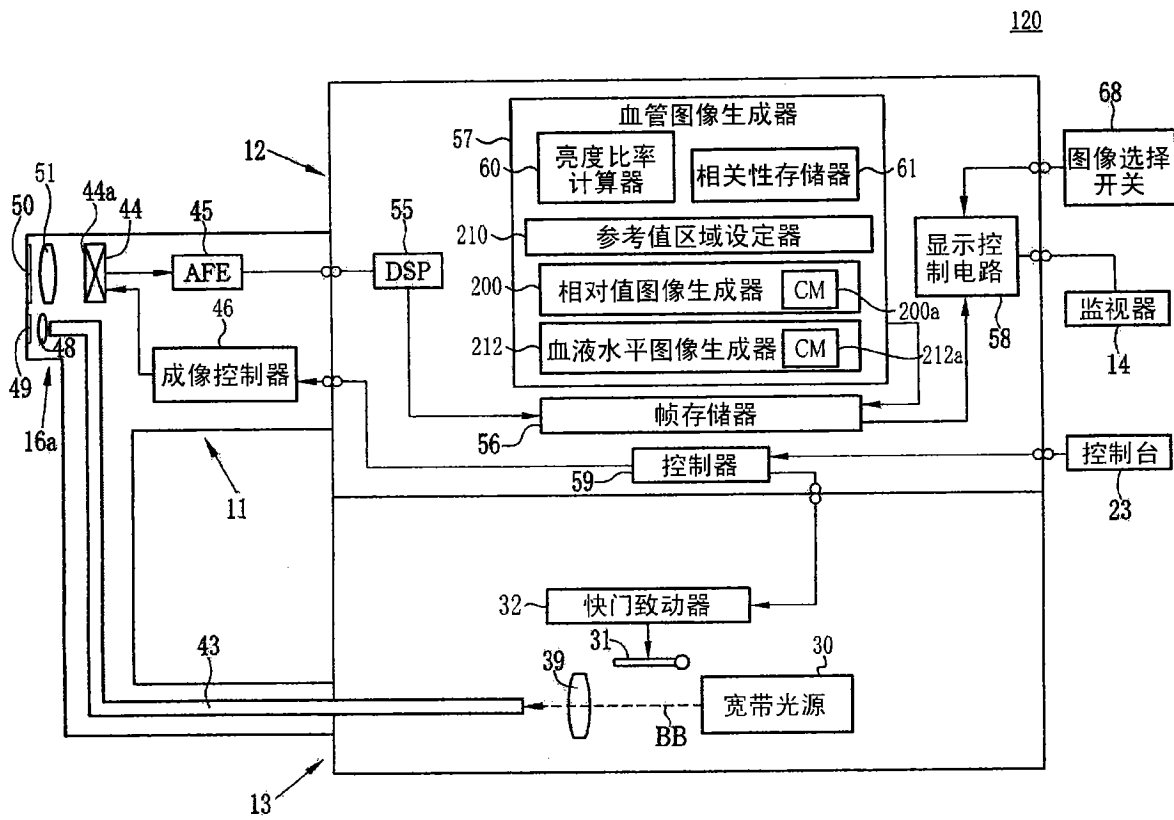 120
血管图像生成器
57
68
12
60
亮度比率
计算器
相关性存储器
61
图像选择
开关
51
44a
50
44
45
55
210
参考值区域设定器
显示控
制电路
AFE
DSP
200
相对值图像生成器
CM
200a
58
监视器
46
48
212
血液水平图像生成器
CM
212a
14
49
成像控制器
16a
帧存储器
56
控制器
控制台
59
11
23
32
快门致动器
31
30
43
39
宽带光源
BB
13